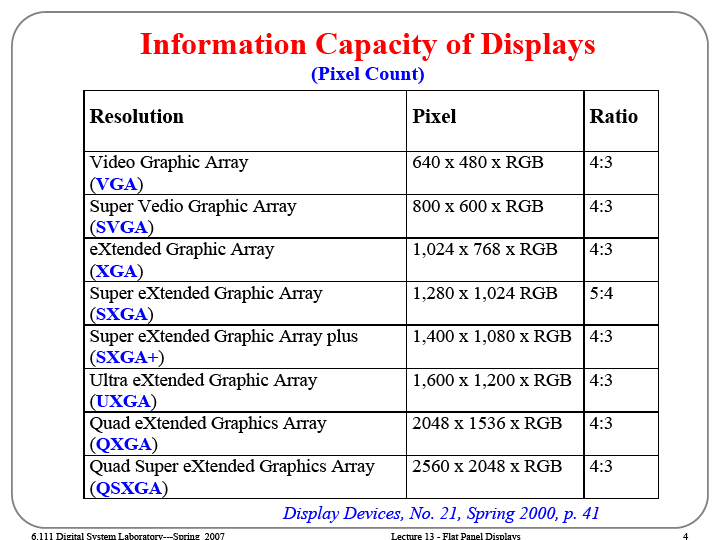 Information Capacity of Displays
(Pixel Count)
Resolution Pixel Ratio
Video Graphic Array 640 x 480 x RGB 4:3
(VGA)
Super Vedio Graphic Array 800 x 600 x RGB 4:3
(SVGA)
eXtended Graphic Array 1,024 x 768 x RGB 4:3
(XGA)
Super eXtended Graphic Array 1,280 x 1,024 RGB 5:4
(SXGA)
Super eXtended Graphic Array plus 1,400 x 1,080 x RGB 4:3
(SXGA+)
Ultra eXtended Graphic Array 1,600 x 1,200 x RGB 4:3
(UXGA)
Quad eXtended Graphics Array 2048 x 1536 x RGB 4:3
(QXGA)
Quad Super eXtended Graphics Array 2560 x 2048 x RGB 4:3
(QSXGA)
Display Devices, No. 21, Spring 2000, p. 41
6.111 Digital System Laboratory---Spring 2007 Lecture 13 - Flat Panel Displays 4